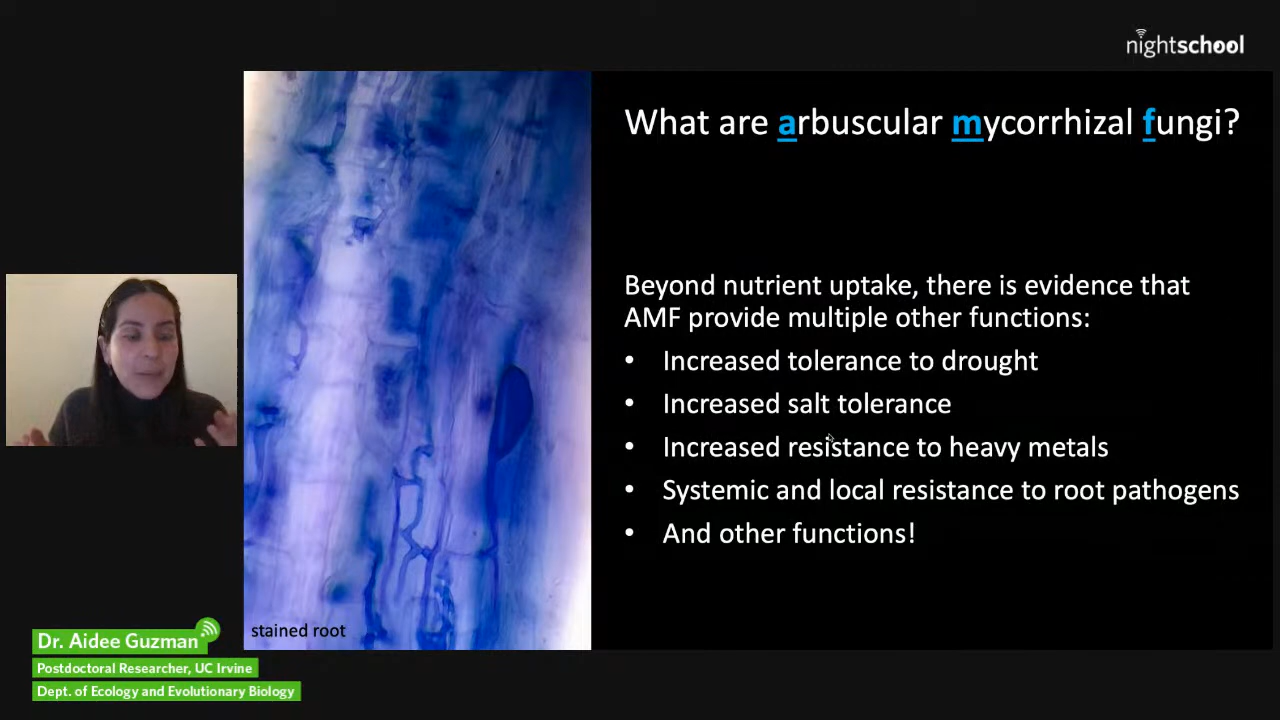 nightschool
What are arbuscular mycorrhizal fungi?
Beyond nutrient uptake, there is evidence that
AMF provide multiple other functions:
• Increased tolerance to drought
• Increased salt tolerance
• Increased resistance to heavy metals
• Systemic and local resistance to root pathogens
• And other functions!
stained root
Dr. Aidee Guzman
Postdoctoral Researcher, UC Irvine
Dept. of Ecology and Evolutionary Biology